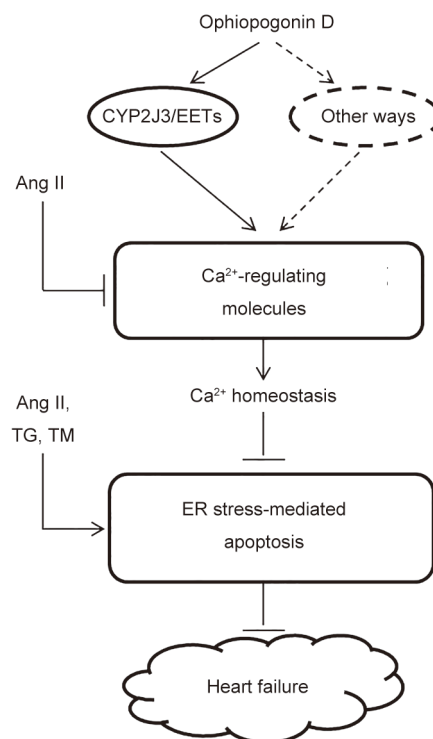 Ophiopogonin D
CYP2J3/EETs
Other ways
Ang II
Ca²⁺-regulating
molecules
Ca²⁺ homeostasis
Ang II,
TG, TM
ER stress-mediated
apoptosis
Heart failure